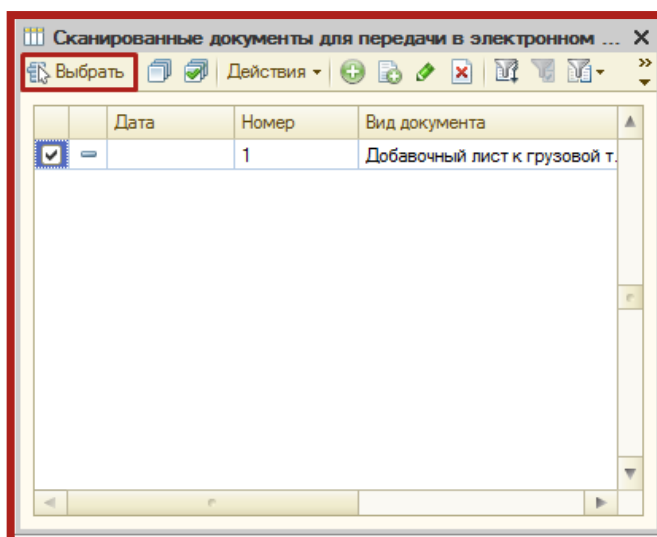 Сканированные документы для передачи в электронном ...
Выбрать Действия
Дата Номер Вид документа
1 Добавочный лист к грузовой т.